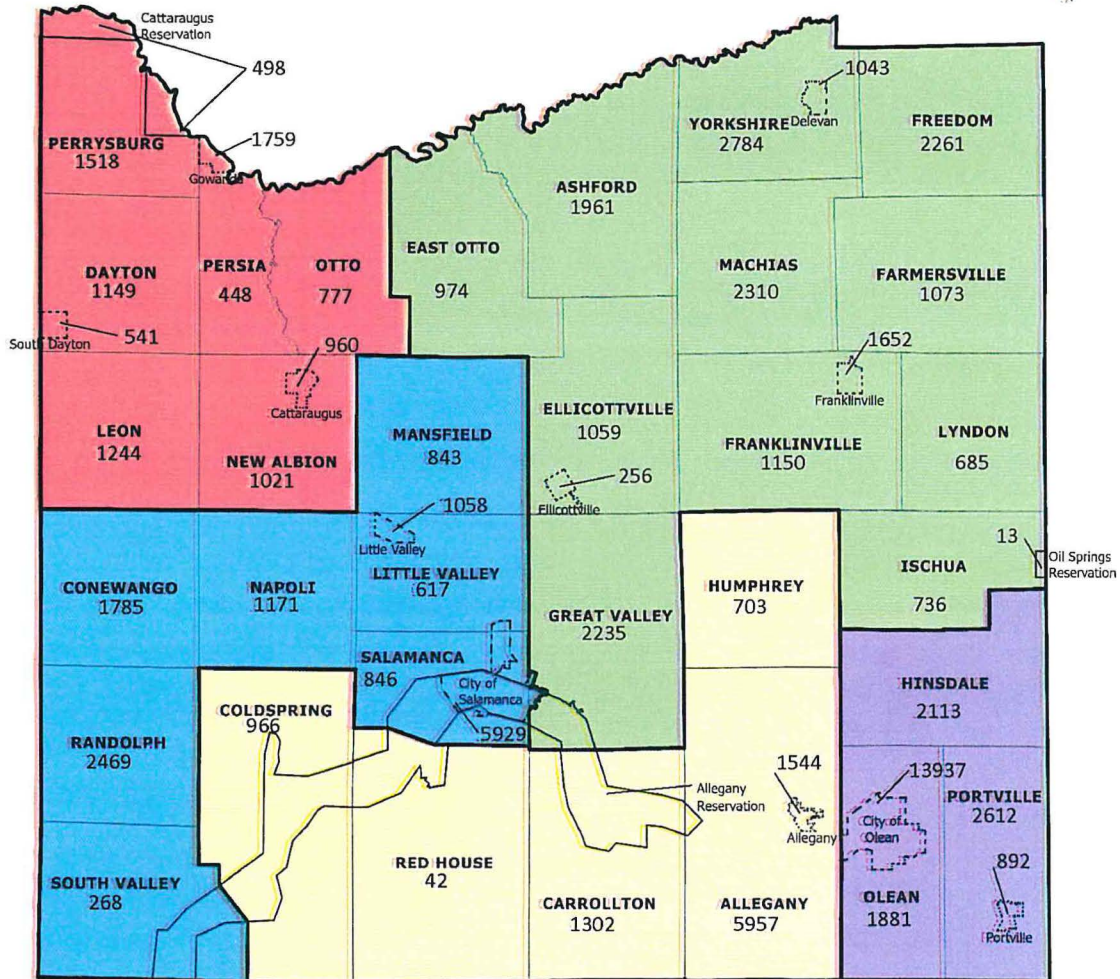 Cattaraugus
Reservation
498
1759
PERRYSBURG
1518
Gowanda
1043
YORKSHIRE
2784
Delevan
FREEDOM
2261
ASHFORD
1961
EAST OTTO
974
DAYTON
1149
PERSIA
448
OTTO
777
MACHIAS
2310
FARMERSVILLE
1073
541
South Dayton
960
Cattaraugus
1652
Franklinville
LEON
1244
NEW ALBION
1021
MANSFIELD
843
ELLICOTTVILLE
1059
256
Ellicottville
FRANKLINVILLE
1150
LYNDON
685
1058
Little Valley
13
Oil Springs
Reservation
CONEWANGO
1785
NAPOLI
1171
LITTLE VALLEY
617
GREAT VALLEY
2235
HUMPHREY
703
ISCHUA
736
SALAMANCA
846
City of
Salamanca
5929
COLDSPRING
966
HINSDALE
2113
RANDOLPH
2469
Allegany
Reservation
1544
Allegany
13937
City of
Olean
PORTVILLE
2612
RED HOUSE
42
SOUTH VALLEY
268
CARROLLTON
1302
ALLEGANY
5957
OLEAN
1881
892
Portville